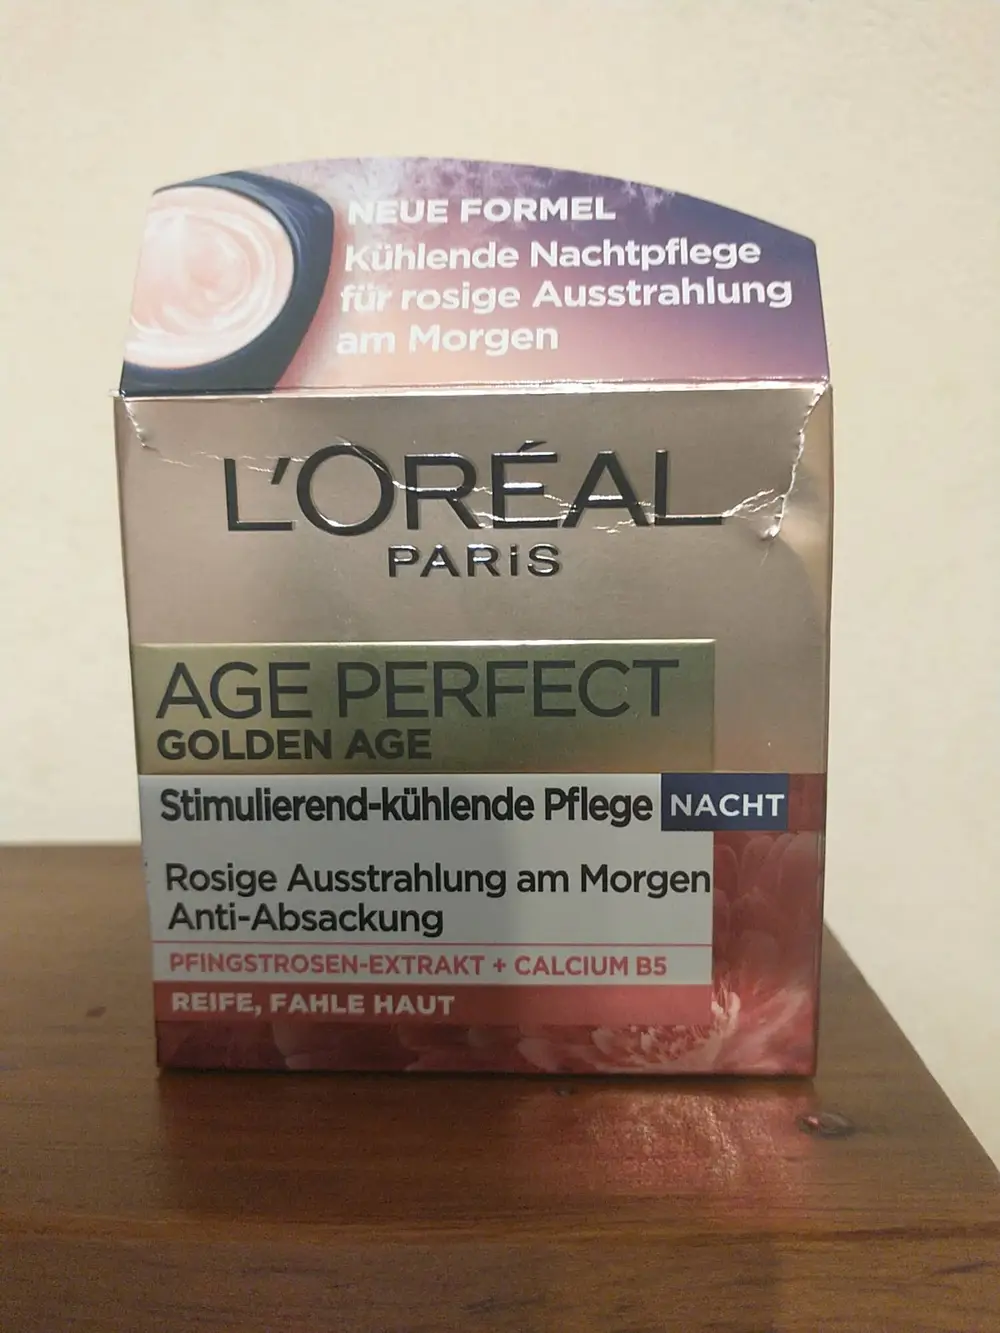 NEUE FORMEL
Kühlende Nachtpflege
für rosige Ausstrahlung
am Morgen
L'ORÉAL
PARiS
AGE PERFECT
GOLDEN AGE
Stimulierend-kühlende Pflege NACHT
Rosige Ausstrahlung am Morgen
Anti-Absackung
PFINGSTROSEN-EXTRAKT + CALCIUM B5
REIFE, FAHLE HAUT